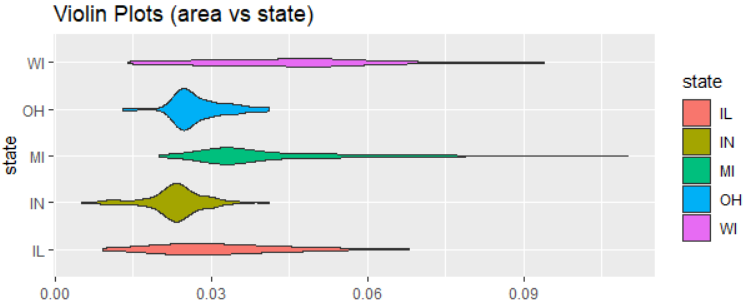 Violin Plots (area vs state)
state
WI
OH
MI
IN
IL
0.00 0.03 0.06 0.09
state
IL
IN
MI
OH
WI